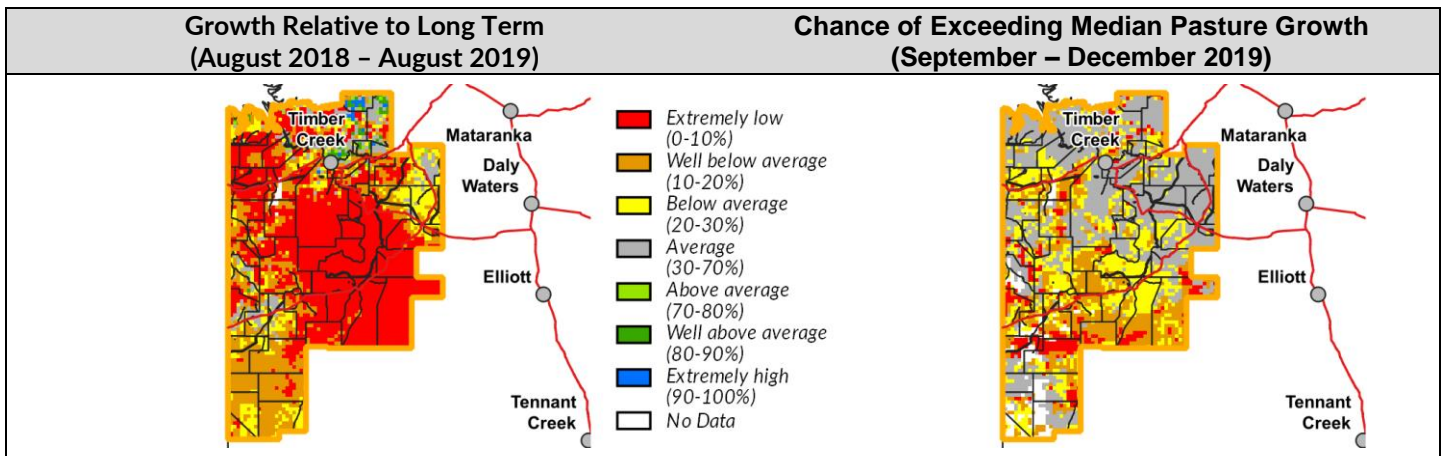 Growth Relative to Long Term
(August 2018 – August 2019)
Chance of Exceeding Median Pasture Growth
(September – December 2019)
Timber
Creek
Mataranka
Daly
Waters
Elliott
Tennant
Creek
Extremely low
(0-10%)
Well below average
(10-20%)
Below average
(20-30%)
Average
(30-70%)
Above average
(70-80%)
Well above average
(80-90%)
Extremely high
(90-100%)
No Data
Timber
Creek
Mataranka
Daly
Waters
Elliott
Tennant
Creek